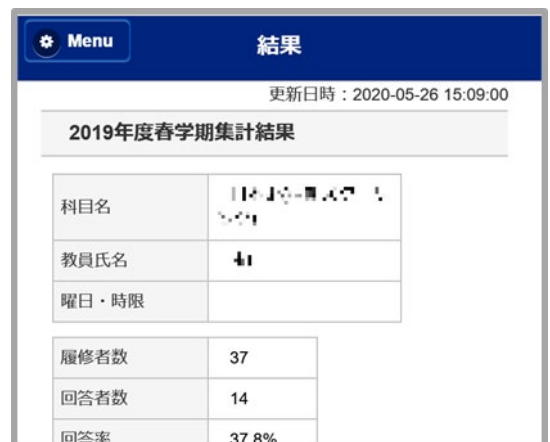 Menu
結果
更新日時：2020-05-26 15:09:00
2019年度春学期集計結果
科目名
教員氏名
曜日・時限
履修者数 37
回答者数 14
回答率 37.8%